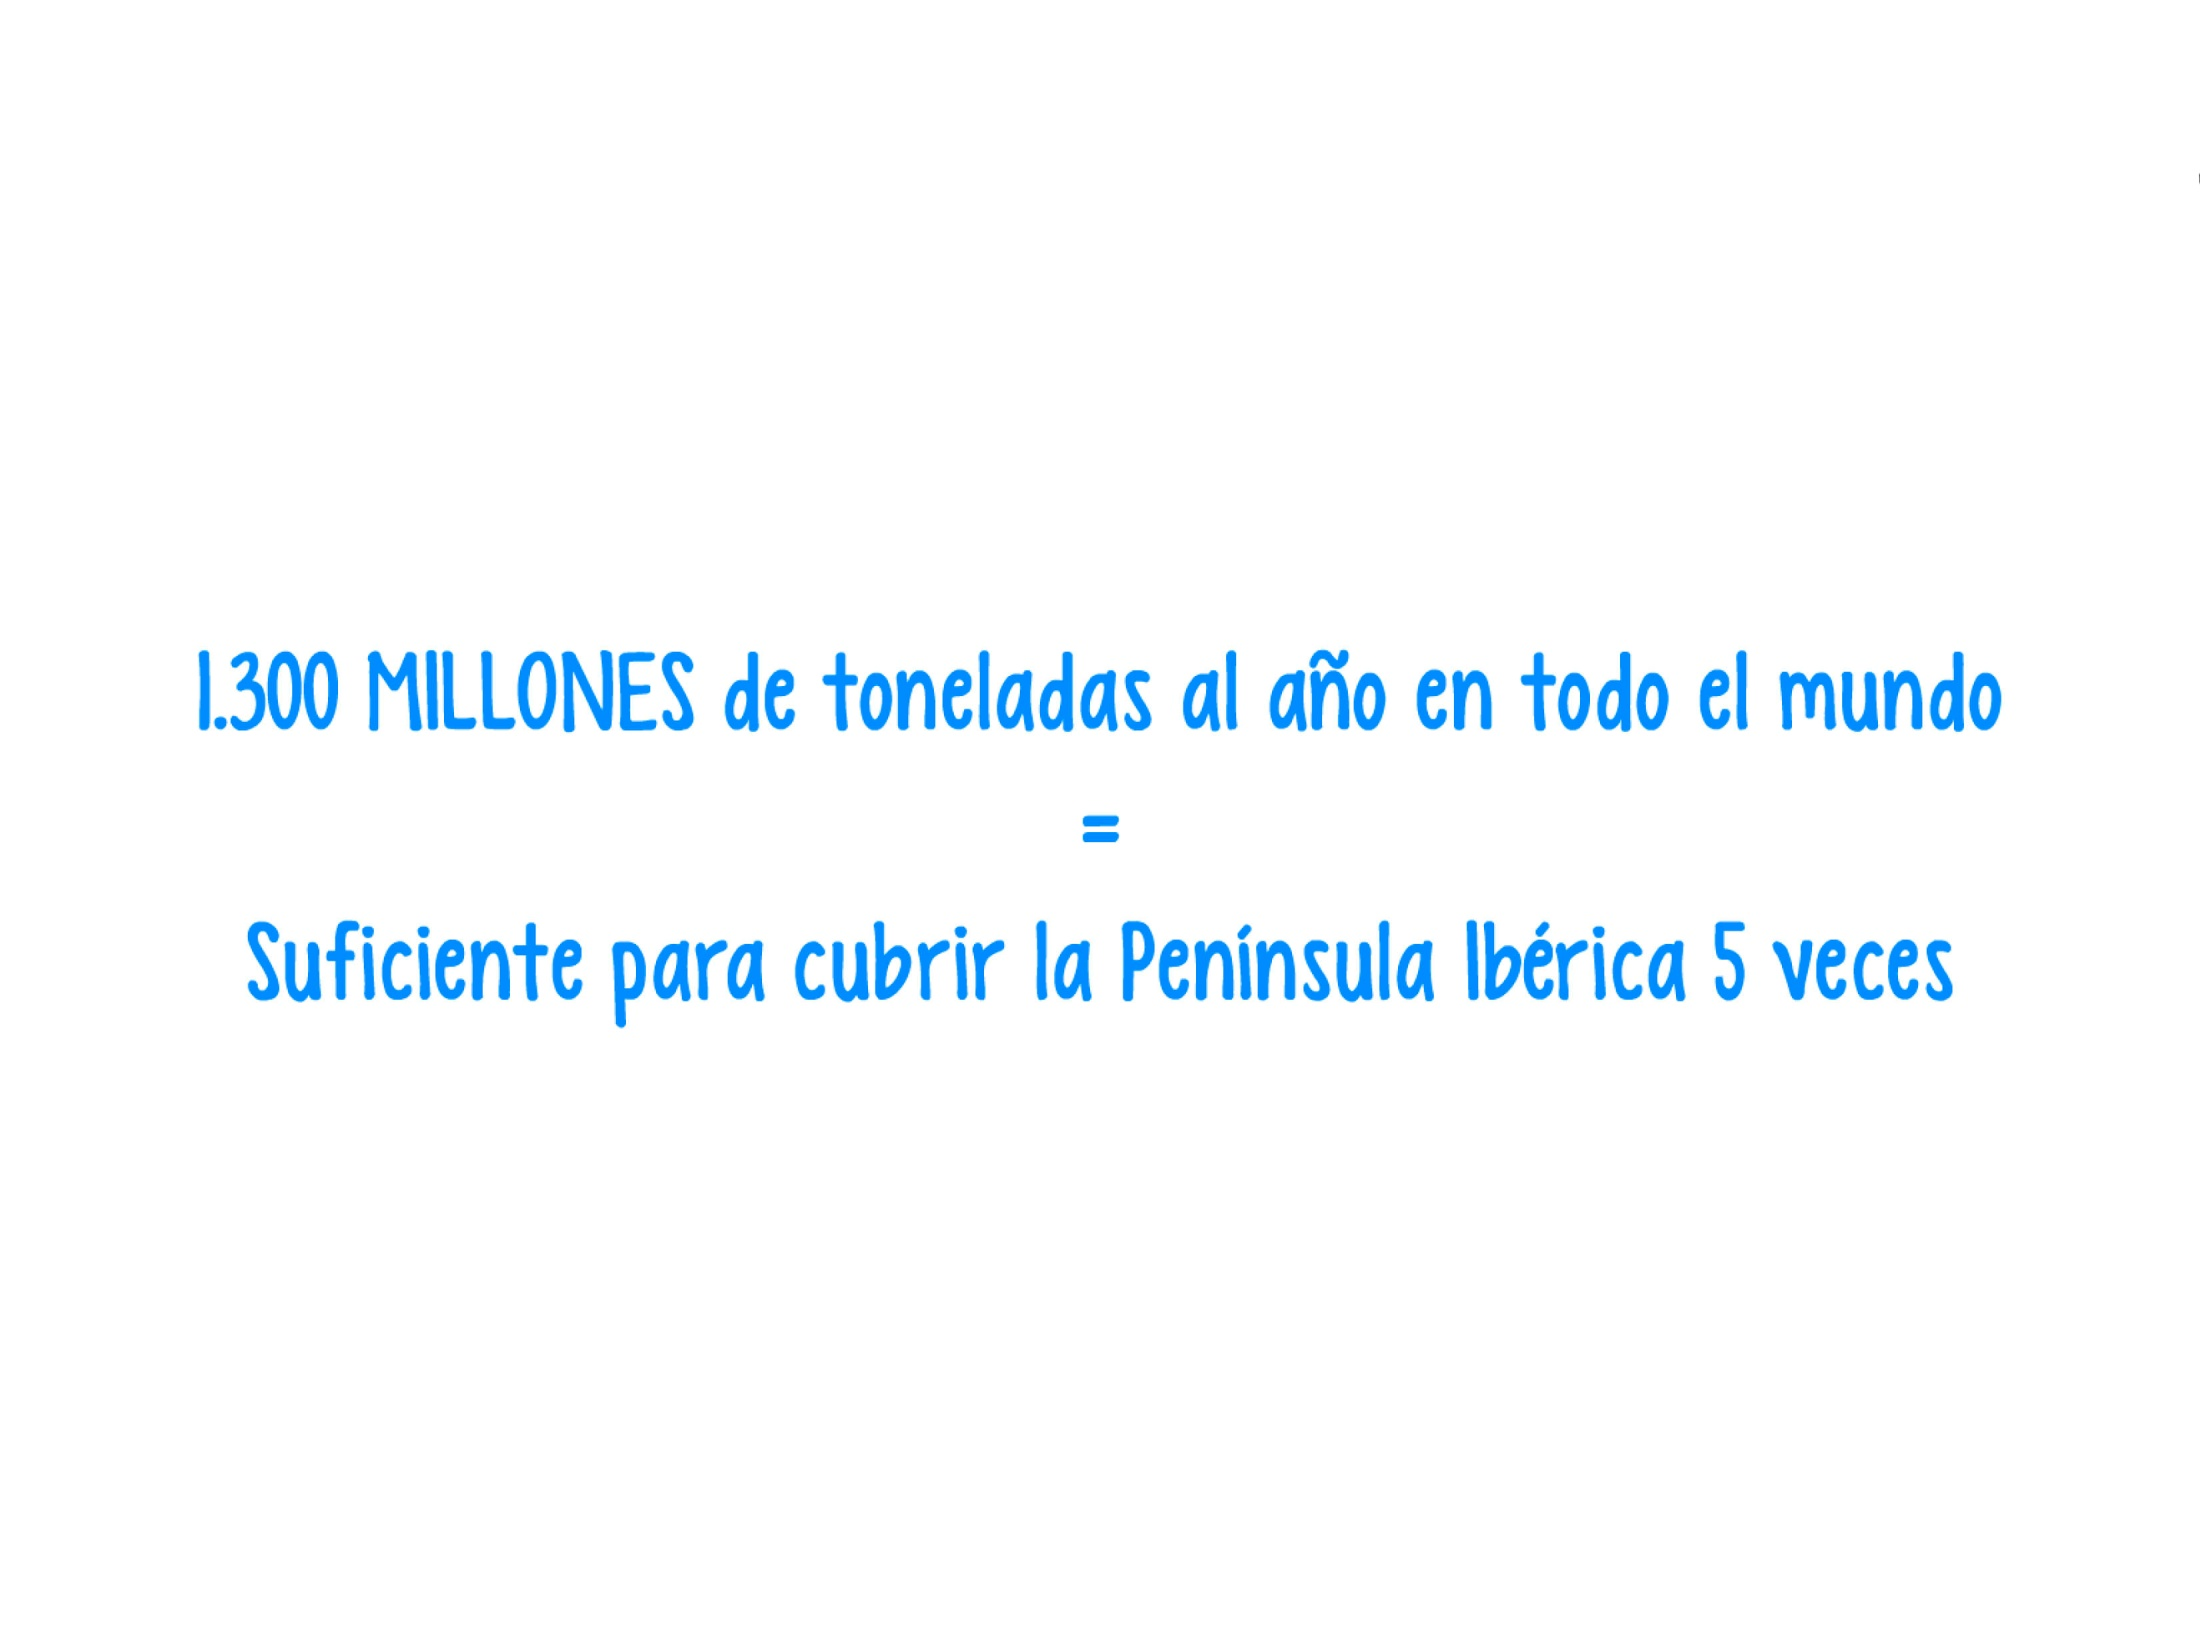 1.300 MILLONES de toneladas al año en todo el mundo
=
Suficiente para cubrir la Península Ibérica 5 veces